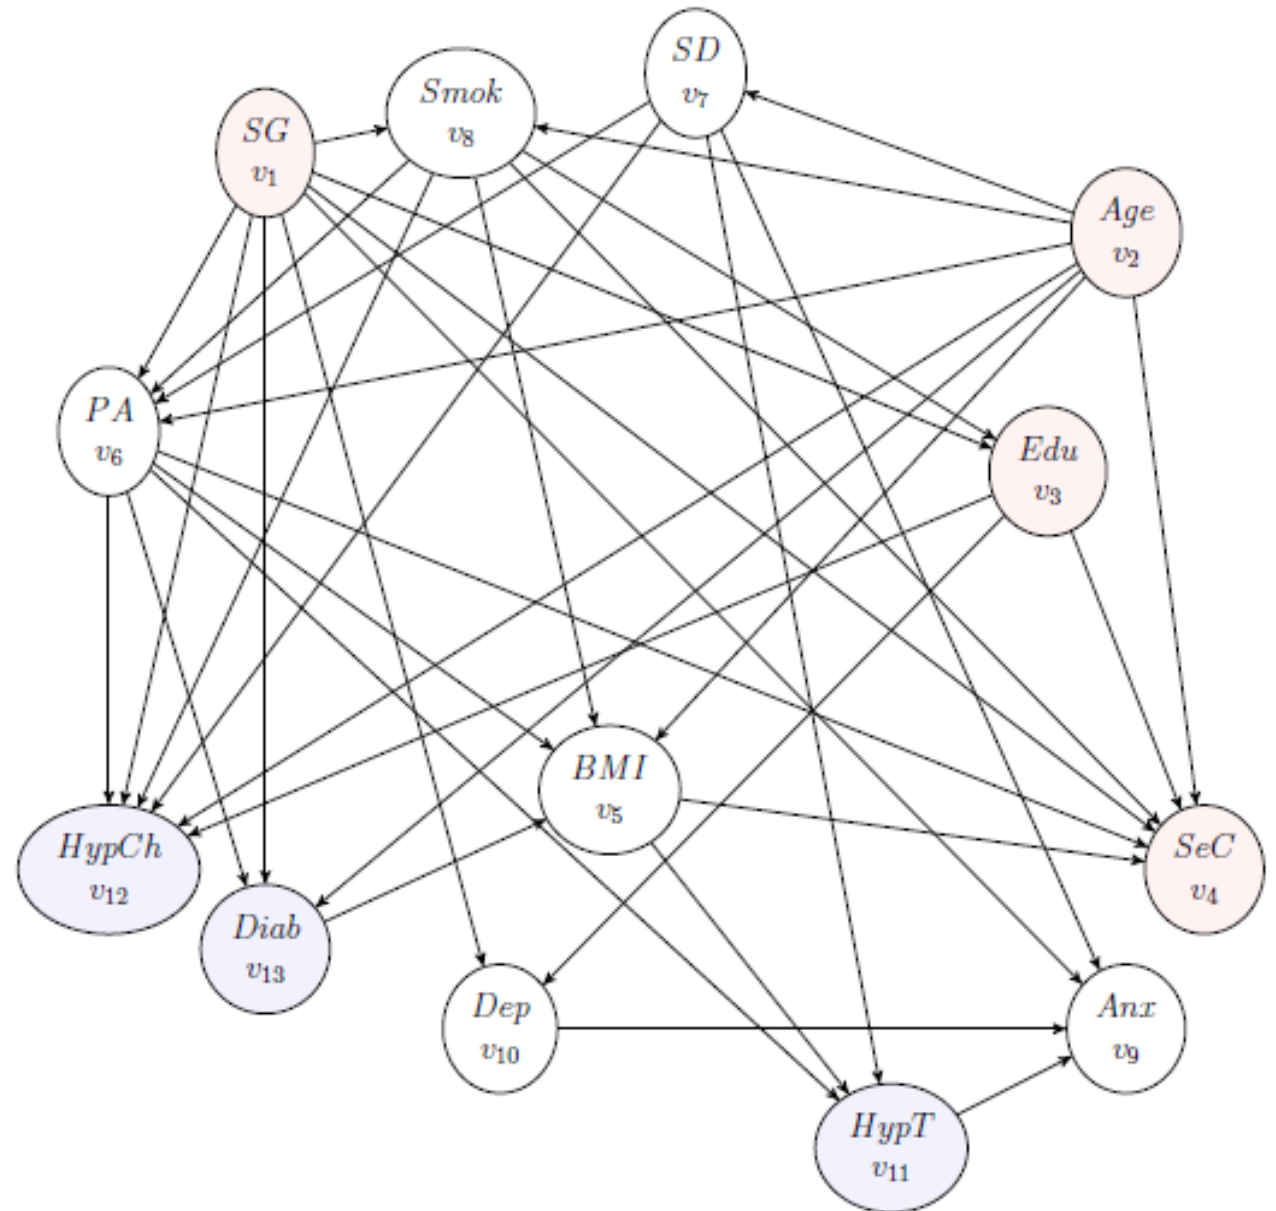 SD
v7
Smok
v8
SG
v1
Age
v2
PA
v6
Edu
v3
BMI
v5
HypCh
v12
SeC
v4
Diab
v13
Dep
v10
Anx
v9
HypT
v11